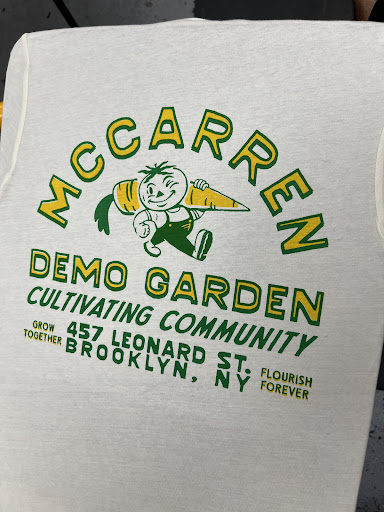 MCCARREN
DEMO GARDEN
CULTIVATING COMMUNITY
GROW TOGETHER
457 LEONARD ST.
BROOKLYN, NY
FLOURISH FOREVER